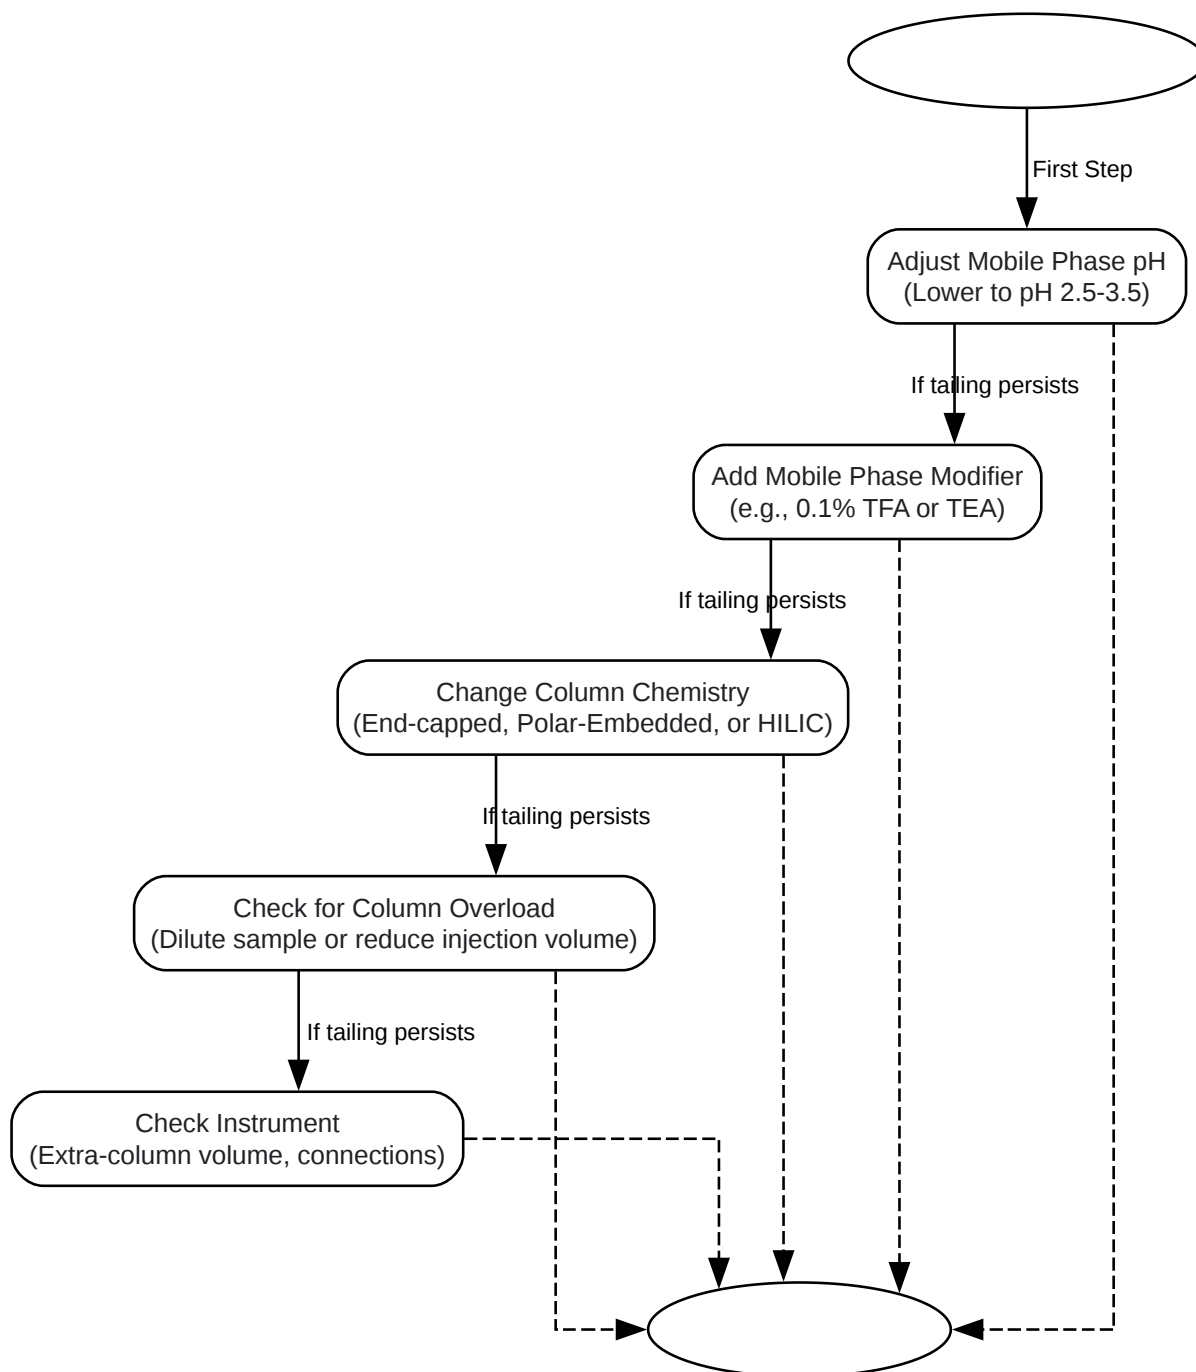 First Step
Adjust Mobile Phase pH
(Lower to pH 2.5-3.5)
If tailing persists
Add Mobile Phase Modifier
(e.g., 0.1% TFA or TEA)
If tailing persists
Change Column Chemistry
(End-capped, Polar-Embedded, or HILIC)
If tailing persists
Check for Column Overload
(Dilute sample or reduce injection volume)
If tailing persists
Check Instrument
(Extra-column volume, connections)